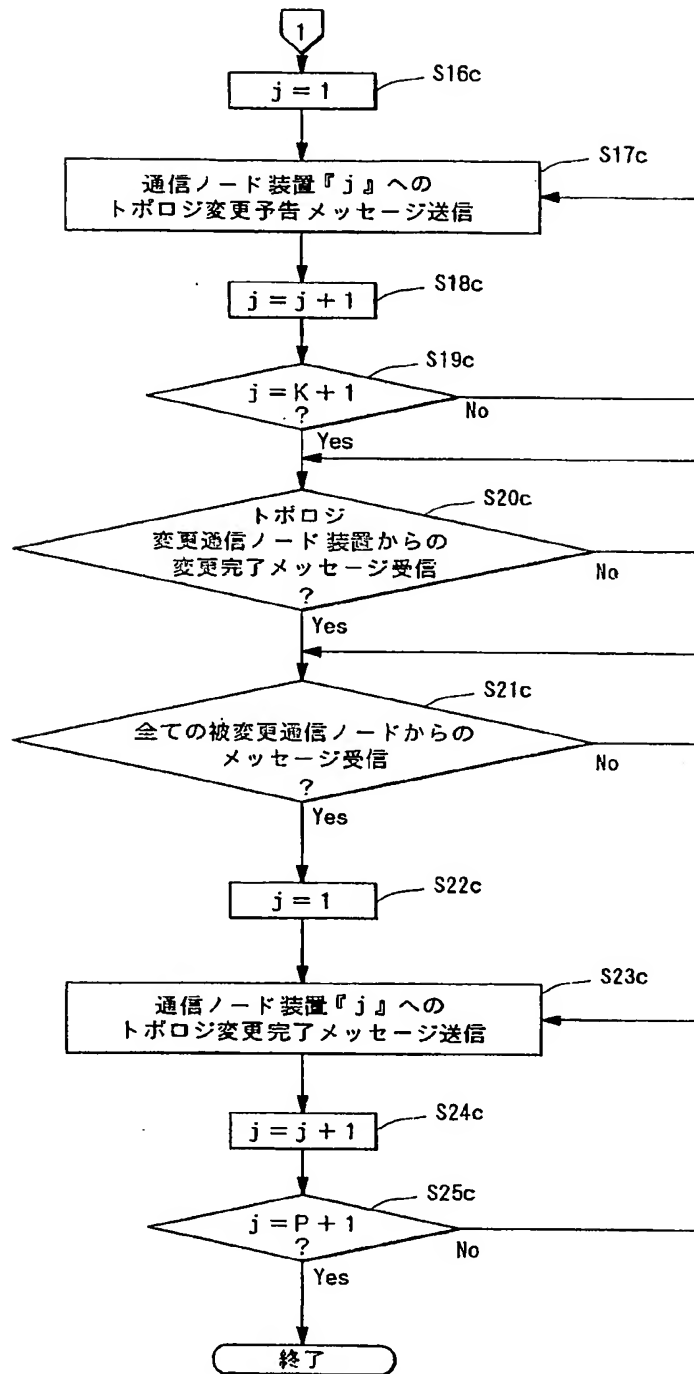 1
S16c
j = 1
S17c
通信ノード装置『j』への
トポロジ変更予告メッセージ送信
S18c
j = j + 1
S19c
j = K + 1
?
No
Yes
S20c
トポロジ
変更通信ノード装置からの
変更完了メッセージ受信
?
No
Yes
S21c
全ての被変更通信ノードからの
メッセージ受信
?
No
Yes
S22c
j = 1
S23c
通信ノード装置『j』への
トポロジ変更完了メッセージ送信
S24c
j = j + 1
S25c
j = P + 1
?
No
Yes
終了